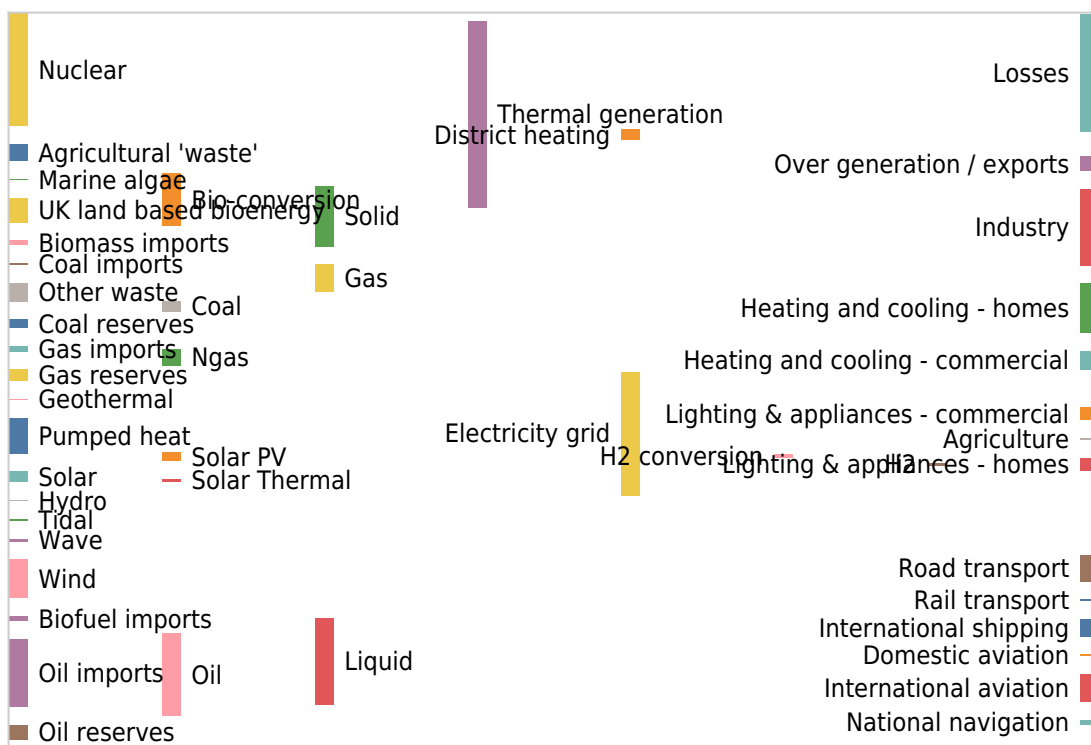 Nuclear
Agricultural 'waste'
Marine algae
UK land based bioenergy
Biomass imports
Coal imports
Other waste
Coal reserves
Gas imports
Gas reserves
Geothermal
Pumped heat
Solar
Hydro
Tidal
Wave
Wind
Biofuel imports
Oil imports
Oil reserves
Bio-conversion
Coal
Ngas
Solar PV
Solar Thermal
Oil
Solid
Gas
Liquid
Thermal generation
District heating
Electricity grid
H2 conversion
H2
Losses
Over generation / exports
Industry
Heating and cooling - homes
Heating and cooling - commercial
Lighting & appliances - commercial
Agriculture
Lighting & appliances - homes
Road transport
Rail transport
International shipping
Domestic aviation
International aviation
National navigation